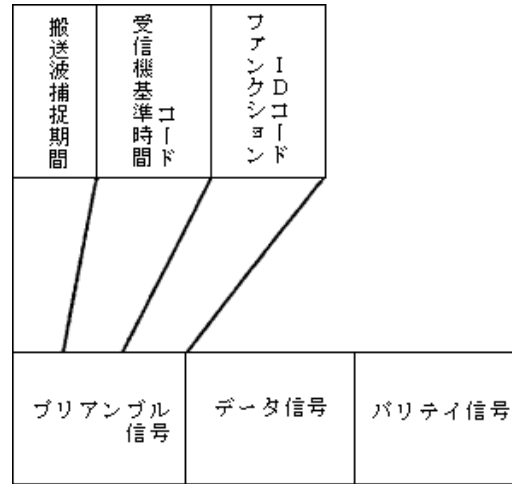 搬送波捕捉期間
受信機基準時間
コード
ファンクション
IDコード
プリアンブル
信号
データ信号
パリテイ信号